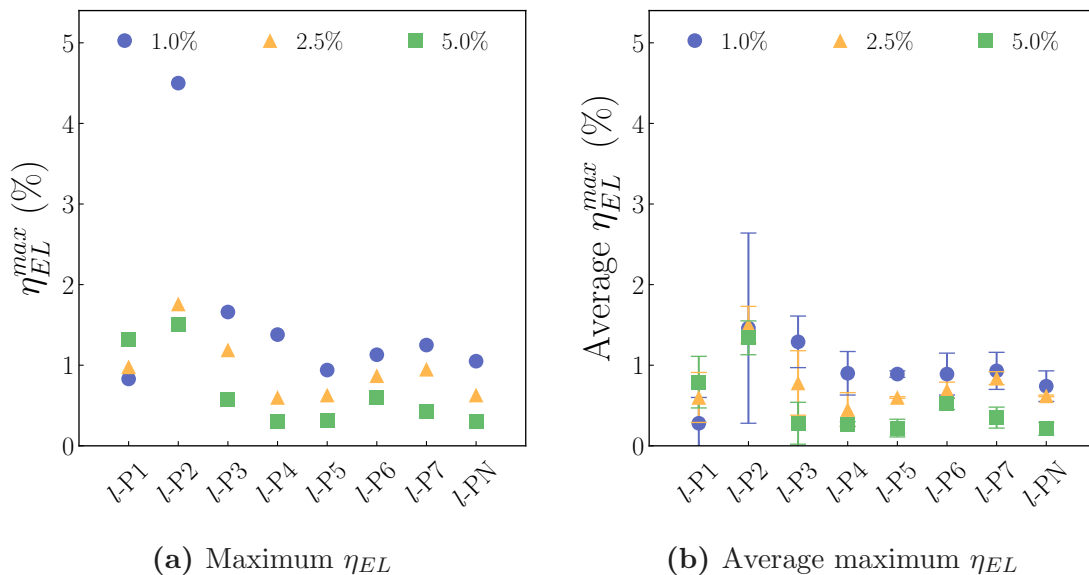 1.0% 2.5% 5.0%
5
4
3
2
1
0
η_EL^max (%)
l-P1 l-P2 l-P3 l-P4 l-P5 l-P6 l-P7 l-PN
(a) Maximum η_EL
1.0% 2.5% 5.0%
5
4
3
2
1
0
Average η_EL^max (%)
l-P1 l-P2 l-P3 l-P4 l-P5 l-P6 l-P7 l-PN
(b) Average maximum η_EL